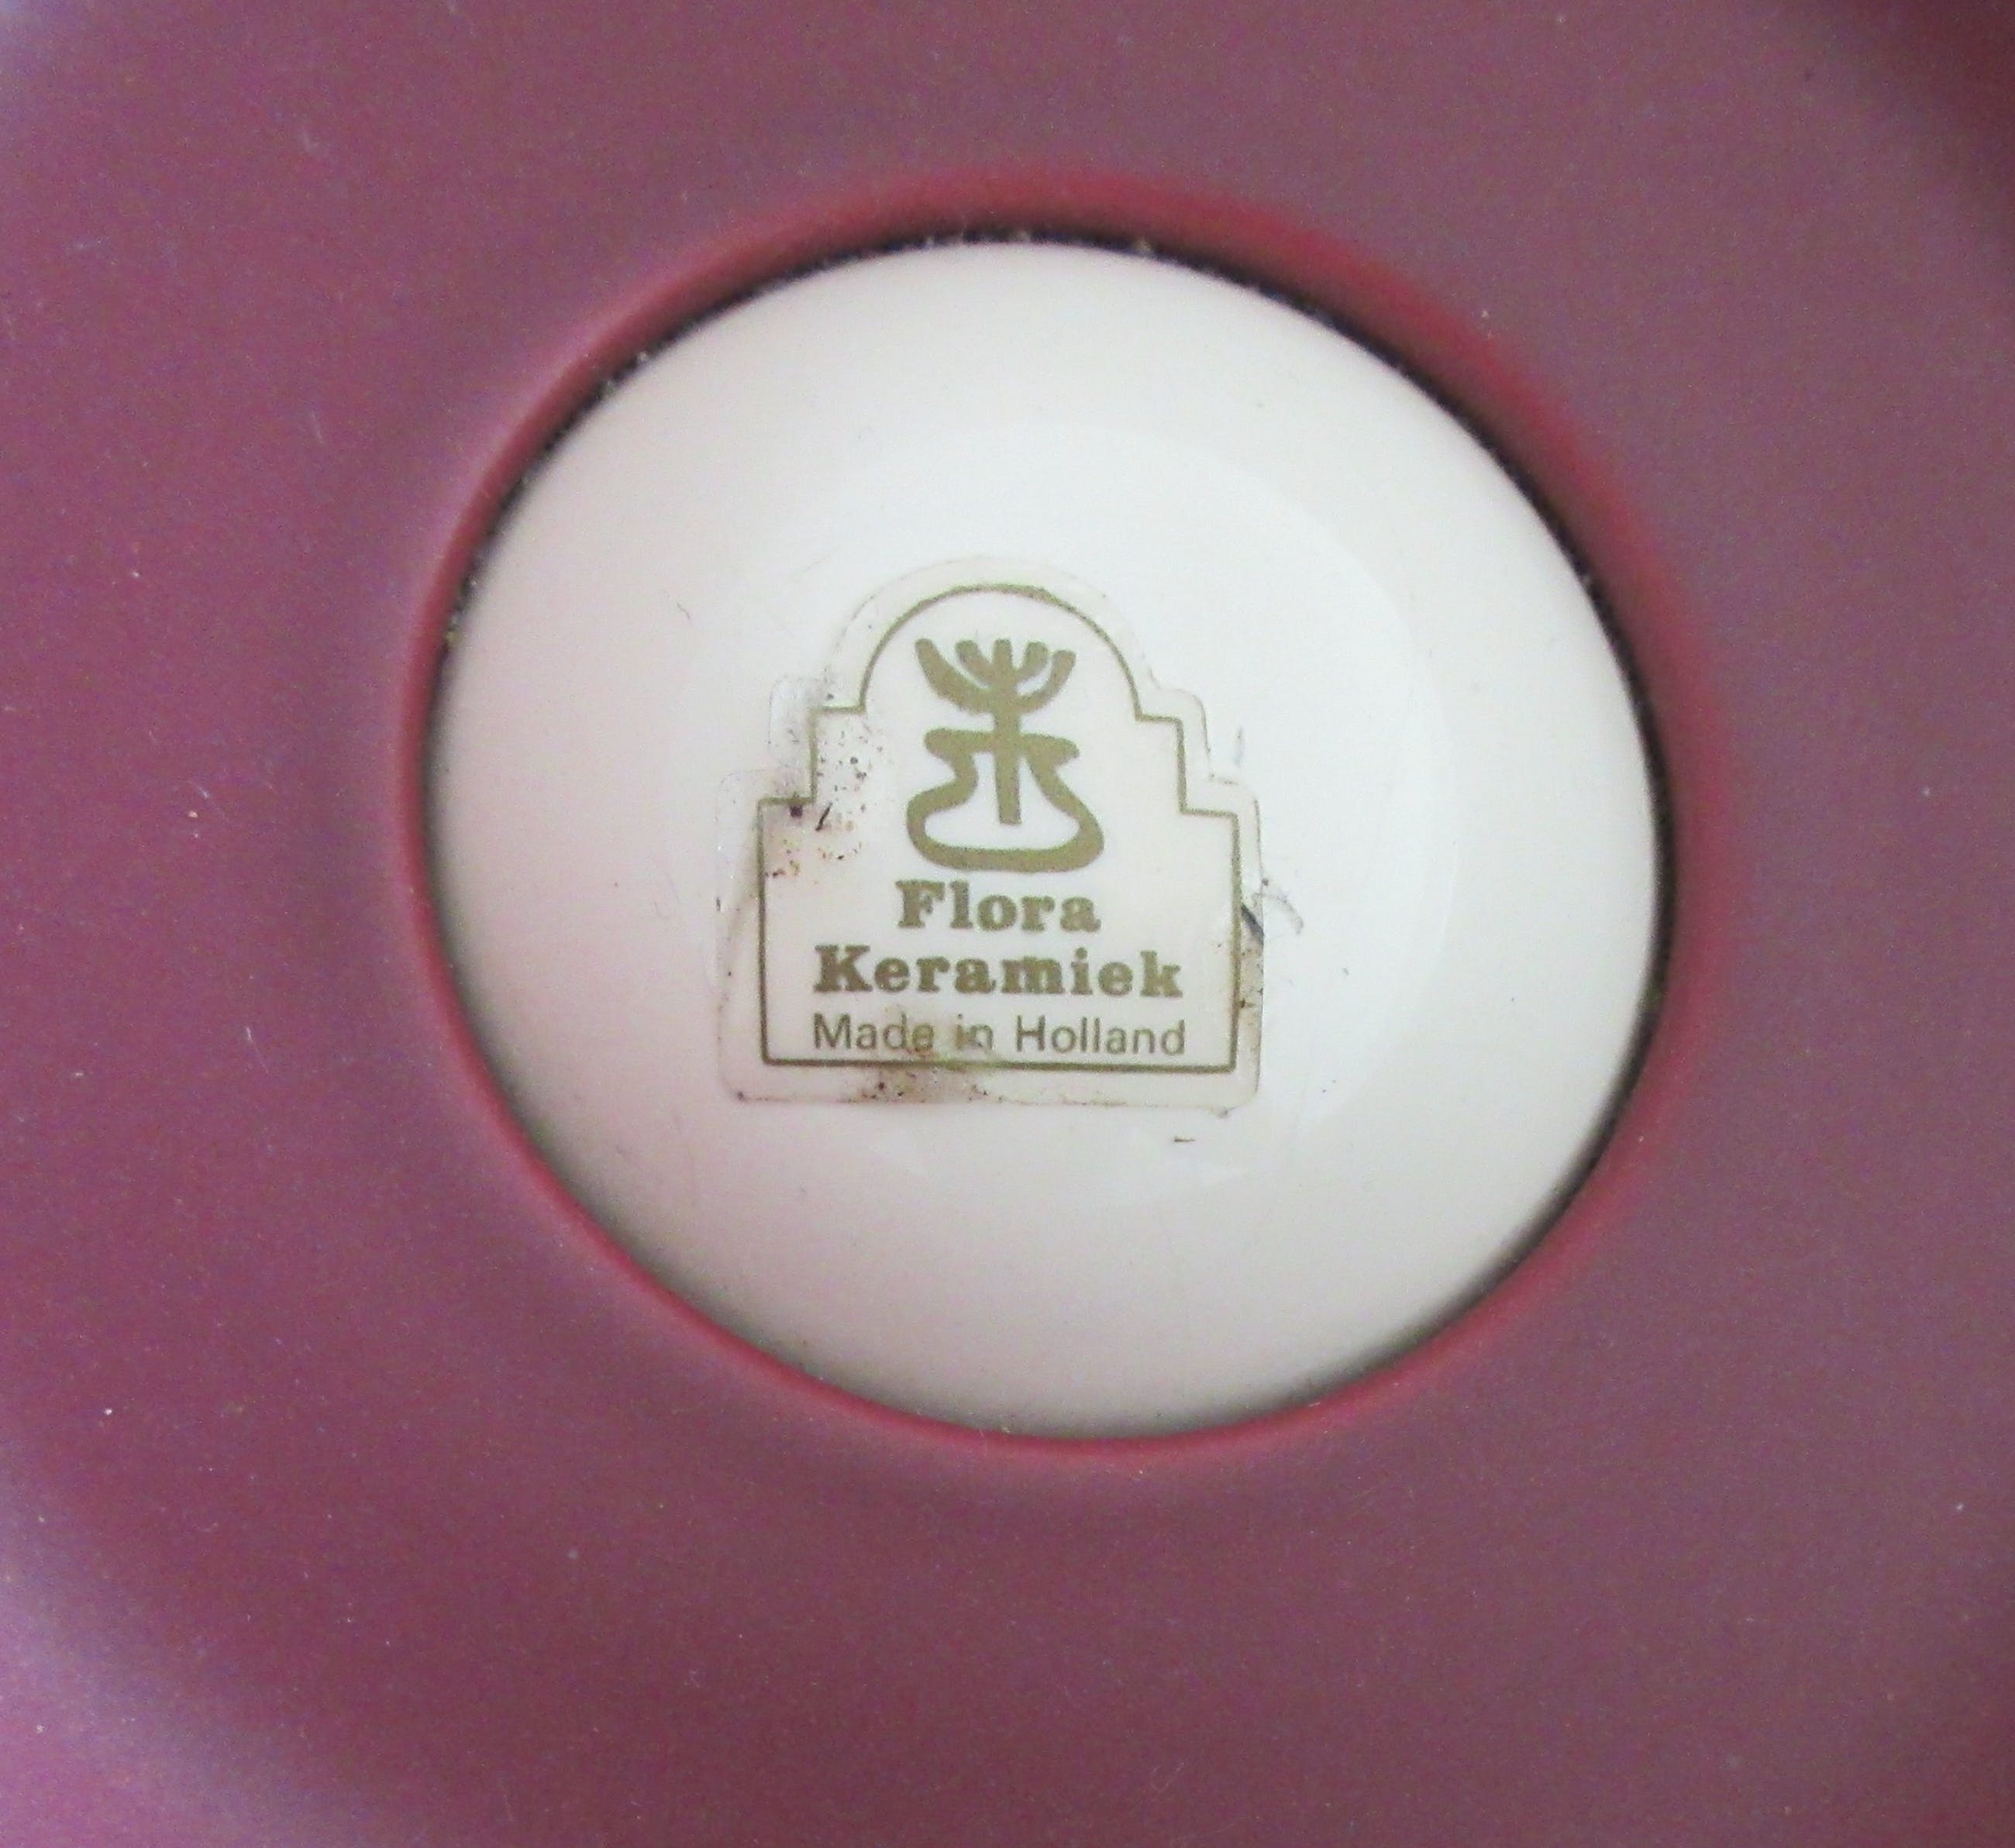 Flora
Keramiek
Made in Holland